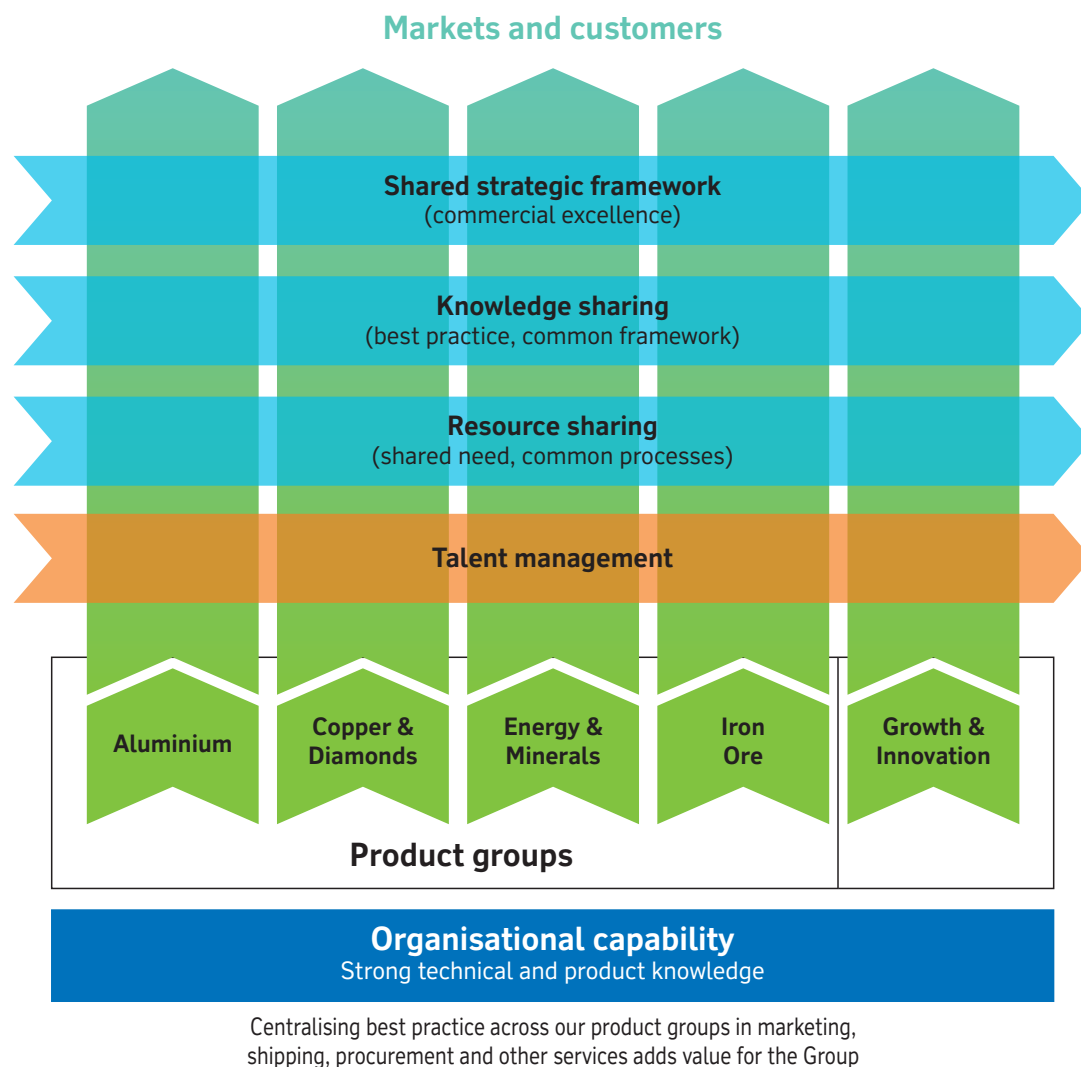 Markets and customers
Shared strategic framework
(commercial excellence)
Knowledge sharing
(best practice, common framework)
Resource sharing
(shared need, common processes)
Talent management
Aluminium
Copper &
Diamonds
Energy &
Minerals
Iron
Ore
Growth &
Innovation
Product groups
Organisational capability
Strong technical and product knowledge
Centralising best practice across our product groups in marketing,
shipping, procurement and other services adds value for the Group